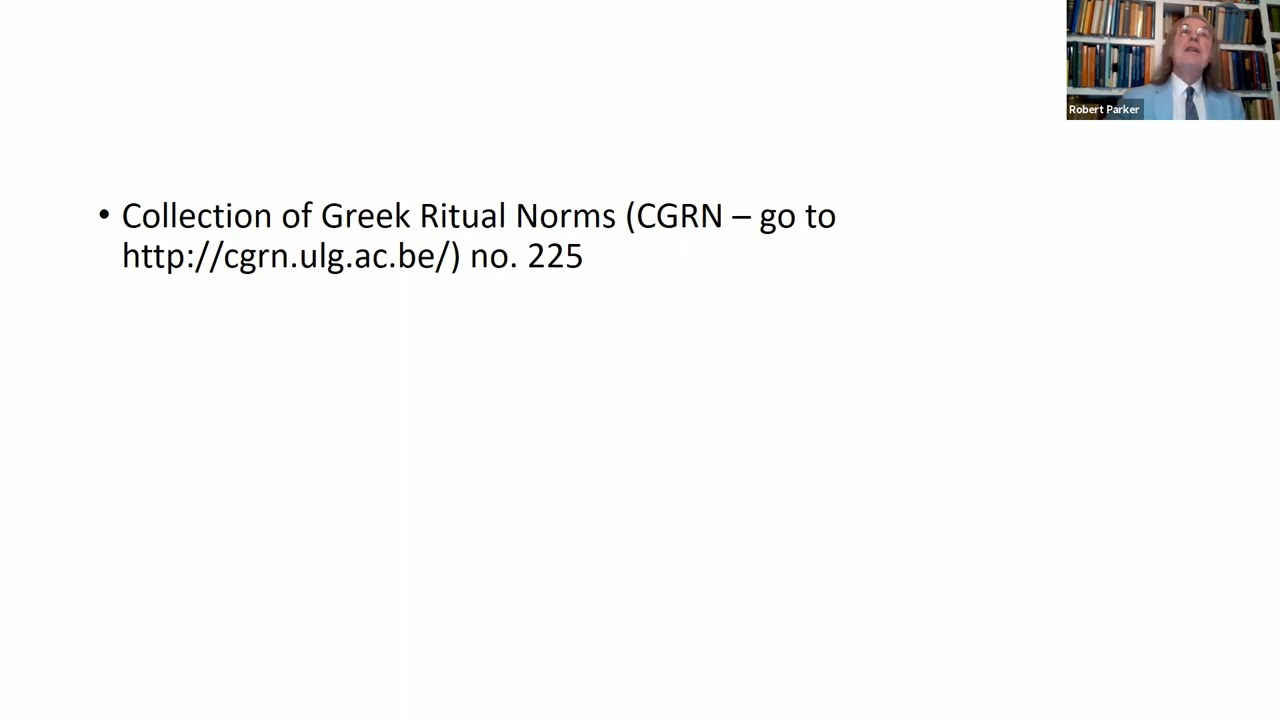 Robert Parker
• Collection of Greek Ritual Norms (CGRN – go to
http://cgrn.ulg.ac.be/) no. 225